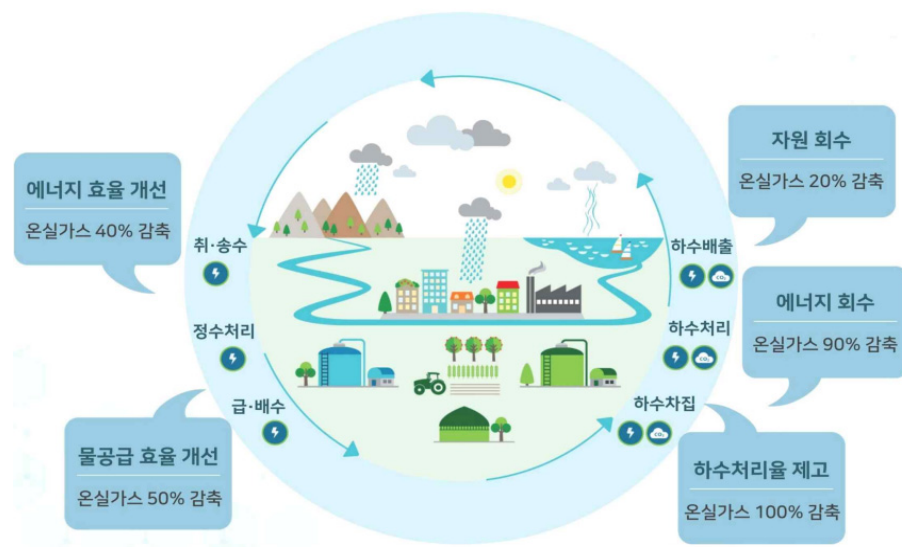 자원 회수
온실가스 20% 감축
에너지 효율 개선
온실가스 40% 감축
취·송수
하수배출
CO₂
에너지 회수
온실가스 90% 감축
정수처리
하수처리
CO₂
급·배수
하수차집
CO₂
물공급 효율 개선
온실가스 50% 감축
하수처리율 제고
온실가스 100% 감축